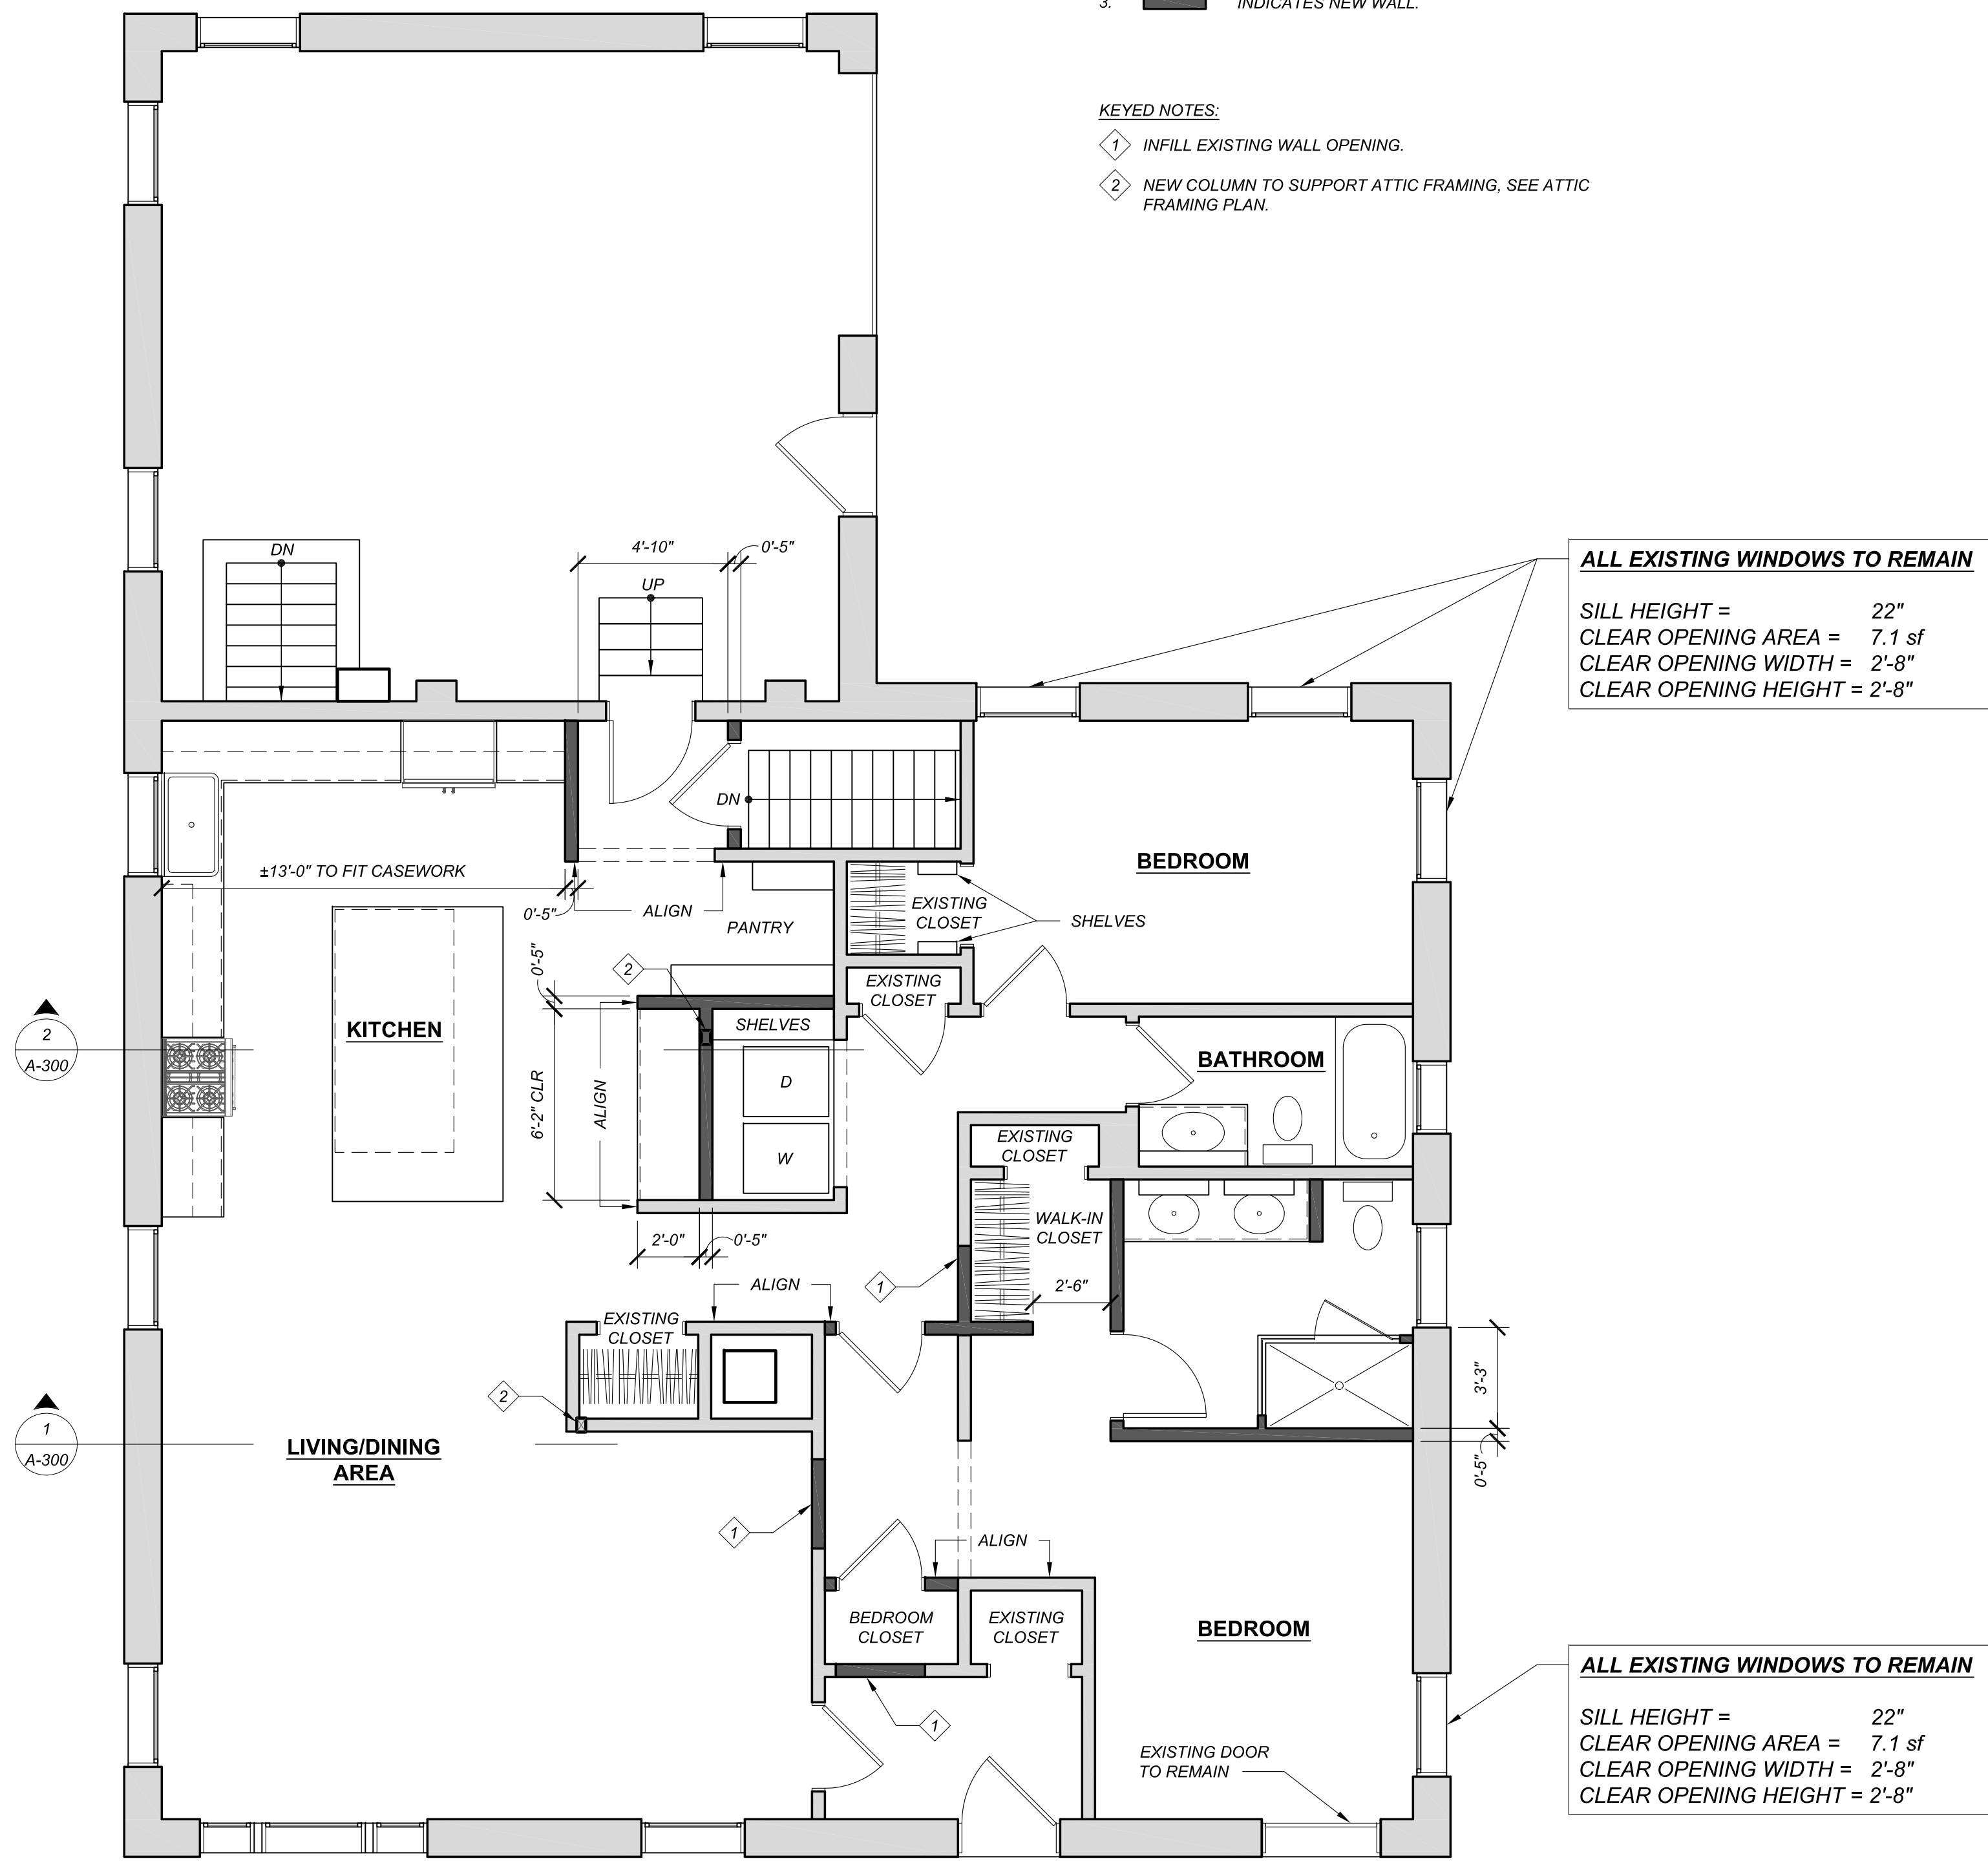 3. INDICATES NEW WALL.
KEYED NOTES:
1 INFILL EXISTING WALL OPENING.
2 NEW COLUMN TO SUPPORT ATTIC FRAMING, SEE ATTIC
FRAMING PLAN.
DN
4'-10"
0'-5"
UP
ALL EXISTING WINDOWS TO REMAIN
SILL HEIGHT = 22"
CLEAR OPENING AREA = 7.1 sf
CLEAR OPENING WIDTH = 2'-8"
CLEAR OPENING HEIGHT = 2'-8"
DN
±13'-0" TO FIT CASEWORK
0'-5"
ALIGN
PANTRY
EXISTING
CLOSET
SHELVES
BEDROOM
0'-5"
2
EXISTING
CLOSET
2
A-300
KITCHEN
6'-2" CLR
ALIGN
SHELVES
D
W
BATHROOM
EXISTING
CLOSET
WALK-IN
CLOSET
2'-0"
0'-5"
1
2'-6"
ALIGN
EXISTING
CLOSET
2
3'-3"
0'-5"
1
A-300
LIVING/DINING
AREA
1
ALIGN
BEDROOM
CLOSET
EXISTING
CLOSET
BEDROOM
1
EXISTING DOOR
TO REMAIN
ALL EXISTING WINDOWS TO REMAIN
SILL HEIGHT = 22"
CLEAR OPENING AREA = 7.1 sf
CLEAR OPENING WIDTH = 2'-8"
CLEAR OPENING HEIGHT = 2'-8"